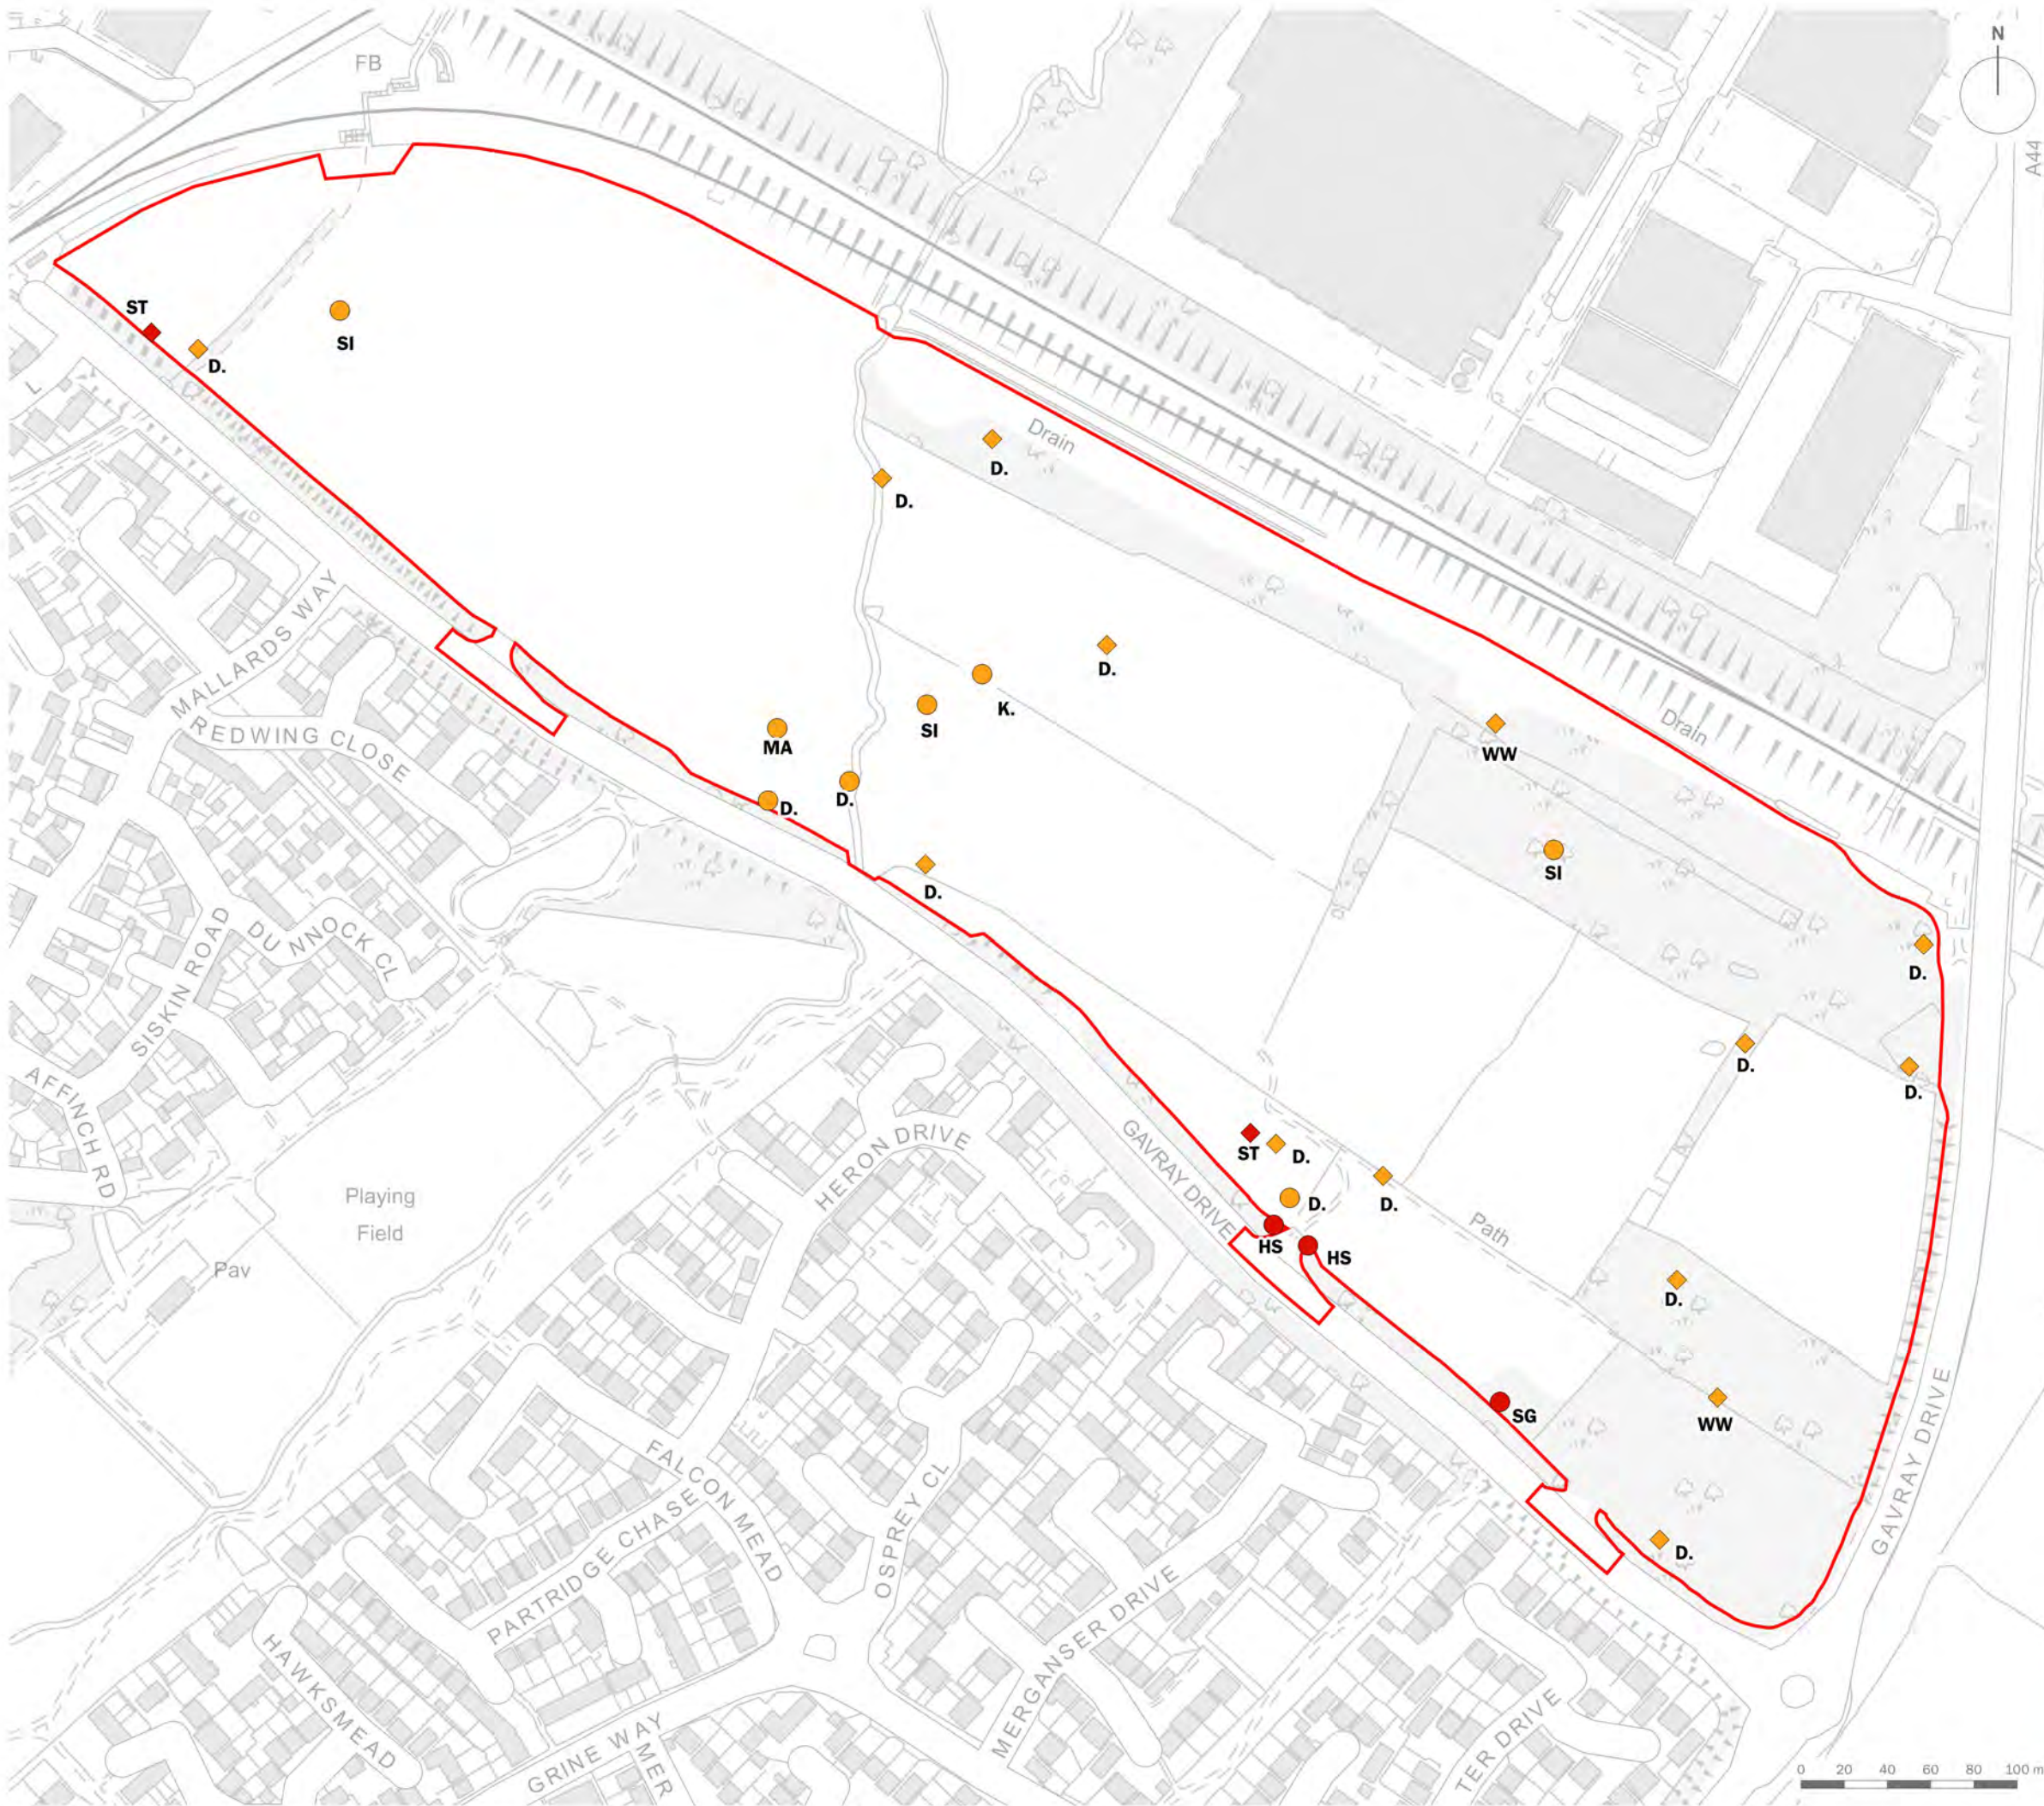 N
FB
A44
ST
D.
SI
L
Drain
D.
D.
MALLARDS WAY
REDWING CLOSE
D.
K.
SI
MA
D.
D.
D.
WW
Drain
SI
D.
D.
D.
DUNNOCK CL
SISKIN ROAD
AFFINCH RD
Playing
Field
Pav
HERON DRIVE
GAVRAY DRIVE
ST
D.
D.
D.
HS
HS
Path
D.
SG
WW
D.
GAVRAY DRIVE
FALCON MEAD
PARTRIDGE CHASE
OSPREY CL
MERGANSER DRIVE
HAWKSMEAD
GRINE WAY
MER
TER DRIVE
0 20 40 60 80 100 m